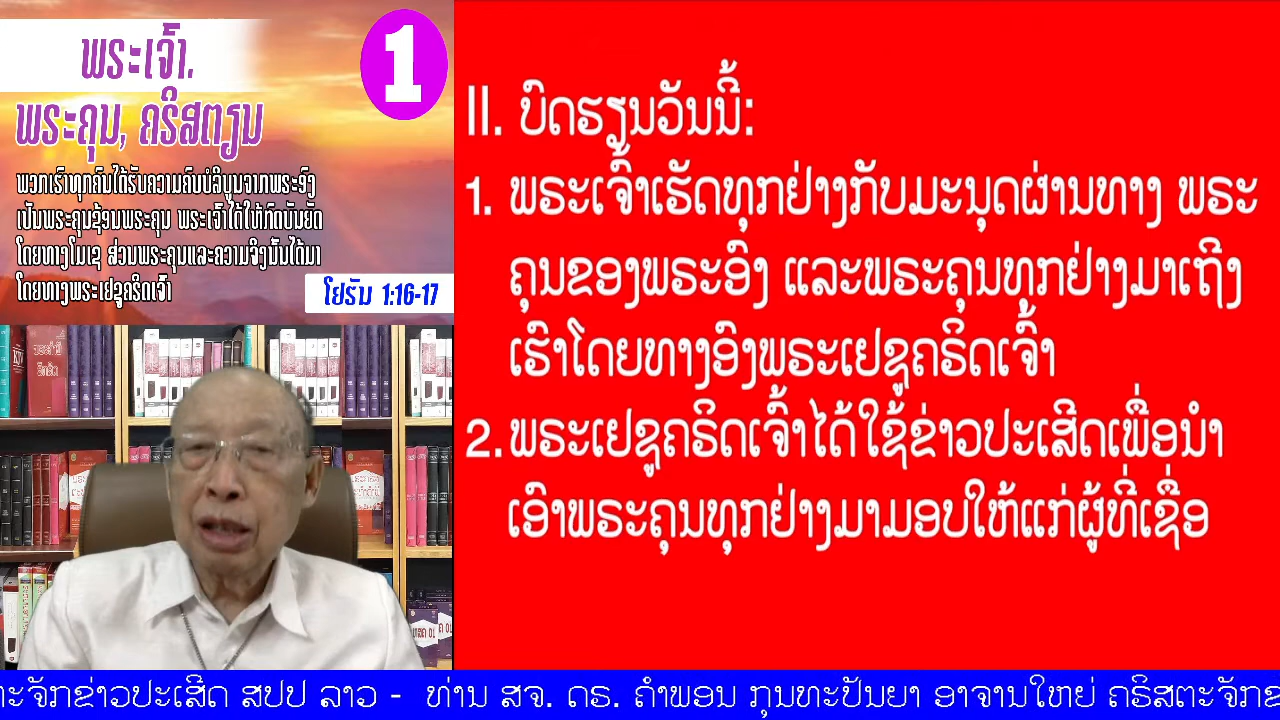 ພຣະເຈົ້າ,
ພຣະຄຸນ, ຄຣິສຕຽນ
1
ພວກເຮົາທຸກຄົນໄດ້ຮັບຄວາມຄົບບໍລິບູນຈາກພຣະອົງ
ເປັນພຣະຄຸນຊ້ອນພຣະຄຸນ ພຣະເຈົ້າໄດ້ໃຫ້ກົດບັນຍັດ
ໂດຍທາງໂມເຊ ສ່ວນພຣະຄຸນແລະຄວາມຈິງນັ້ນໄດ້ມາ
ໂດຍທາງພຣະເຢຊູຄຣິດເຈົ້າ
ໂຢຮັນ 1:16-17
II. ບົດຮຽນວັນນີ້:
1. ພຣະເຈົ້າເຮັດທຸກຢ່າງກັບມະນຸດຜ່ານທາງ ພຣະ
ຄຸນຂອງພຣະອົງ ແລະພຣະຄຸນທຸກຢ່າງມາເຖີງ
ເຮົາໂດຍທາງອົງພຣະເຢຊູຄຣິດເຈົ້າ
2. ພຣະເຢຊູຄຣິດເຈົ້າໄດ້ໃຊ້ຂ່າວປະເສີດເພື່ອນຳ
ເອົາພຣະຄຸນທຸກຢ່າງມາມອບໃຫ້ແກ່ຜູ້ທີ່ເຊື່ອ
ຕະຈັກຂ່າວປະເສີດ ສປປ ລາວ - ທ່ານ ສຈ. ດຣ. ຄຳພອນ ກຸນທະປັນຍາ ອາຈານໃຫຍ່ ຄຣິສຕະຈັກຂ